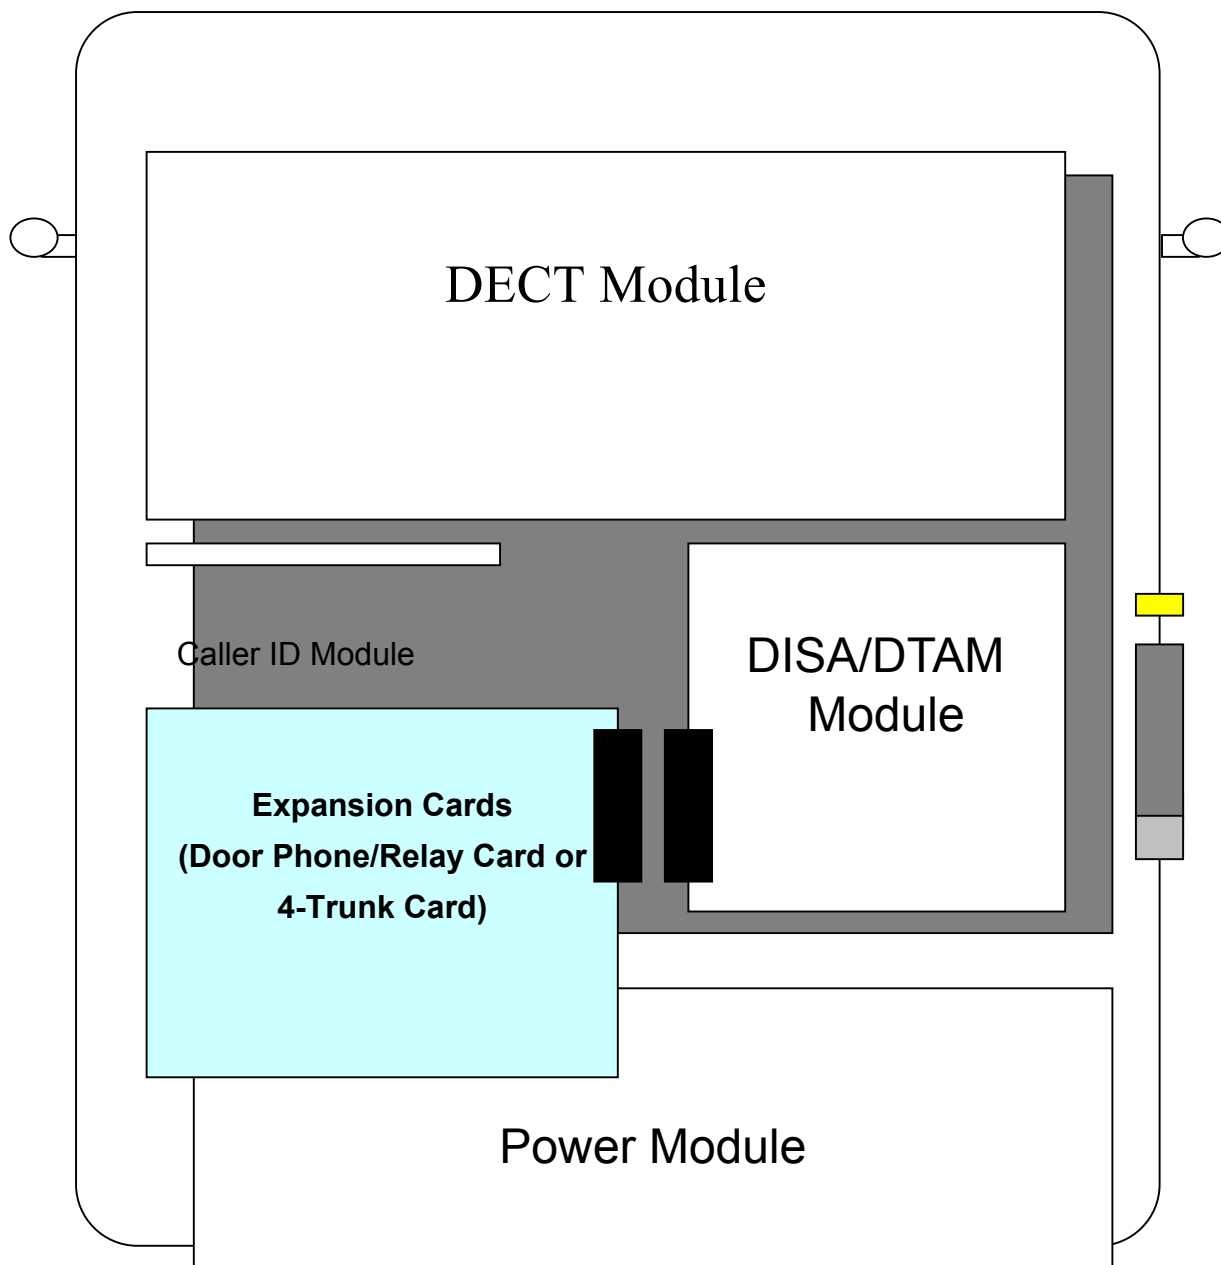 DECT Module
Caller ID Module
DISA/DTAM
Module
Expansion Cards
(Door Phone/Relay Card or
4-Trunk Card)
Power Module